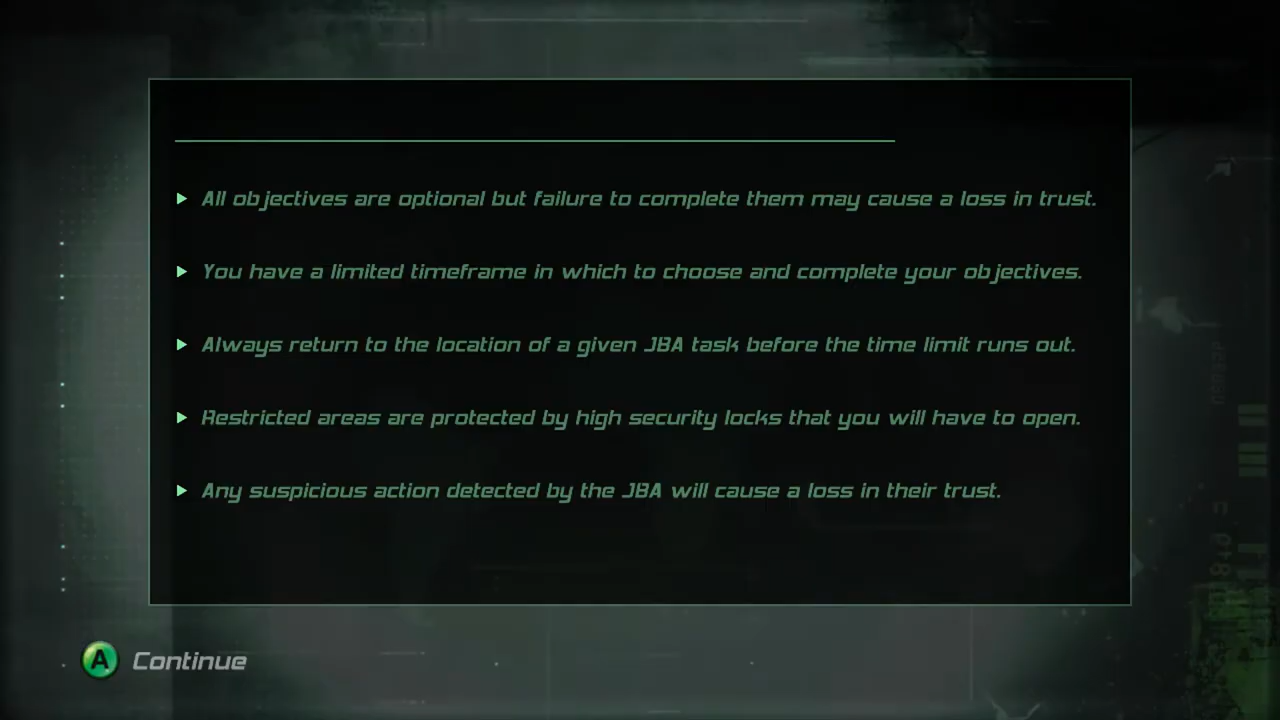 All objectives are optional but failure to complete them may cause a loss in trust.
You have a limited timeframe in which to choose and complete your objectives.
Always return to the location of a given JBA task before the time limit runs out.
Restricted areas are protected by high security locks that you will have to open.
Any suspicious action detected by the JBA will cause a loss in their trust.
A Continue